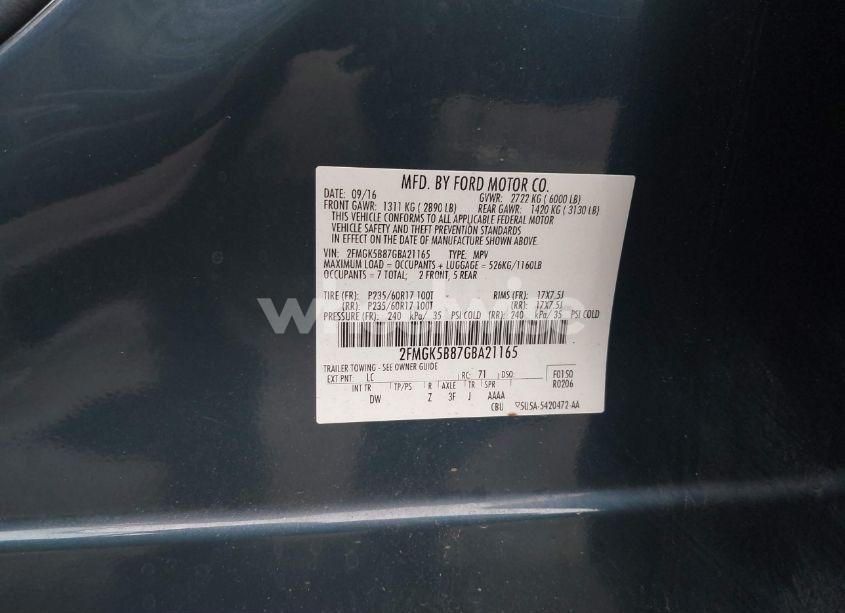 MFD. BY FORD MOTOR CO.
DATE: 09/16 GVWR: 2722 KG ( 6000 LB)
FRONT GAWR: 1311 KG ( 2890 LB) REAR GAWR: 1420 KG ( 3130 LB)
THIS VEHICLE CONFORMS TO ALL APPLICABLE FEDERAL MOTOR
VEHICLE SAFETY AND THEFT PREVENTION STANDARDS
IN EFFECT ON THE DATE OF MANUFACTURE SHOWN ABOVE.
VIN: 2FMGK5B87GBA21165 TYPE: MPV
MAXIMUM LOAD = OCCUPANTS + LUGGAGE = 526KG/1160LB
OCCUPANTS = 7 TOTAL; 2 FRONT, 5 REAR
TIRE (FR): P235/60R17 100T RIMS (FR): 17X7.5J
(RR): P235/60R17 100T (RR): 17X7.5J
PRESSURE (FR): 240 kPa/ 35 PSI COLD (RR): 240 kPa/ 35 PSI COLD
2FMGK5B87GBA21165
TRAILER TOWING - SEE OWNER GUIDE
EXT PNT: LC RC: 71 DSO: F0150
R0206
INT TR TP/PS R AXLE TR SPR
DW Z 3F J AAAA
CBU 5U5A-5420472-AA